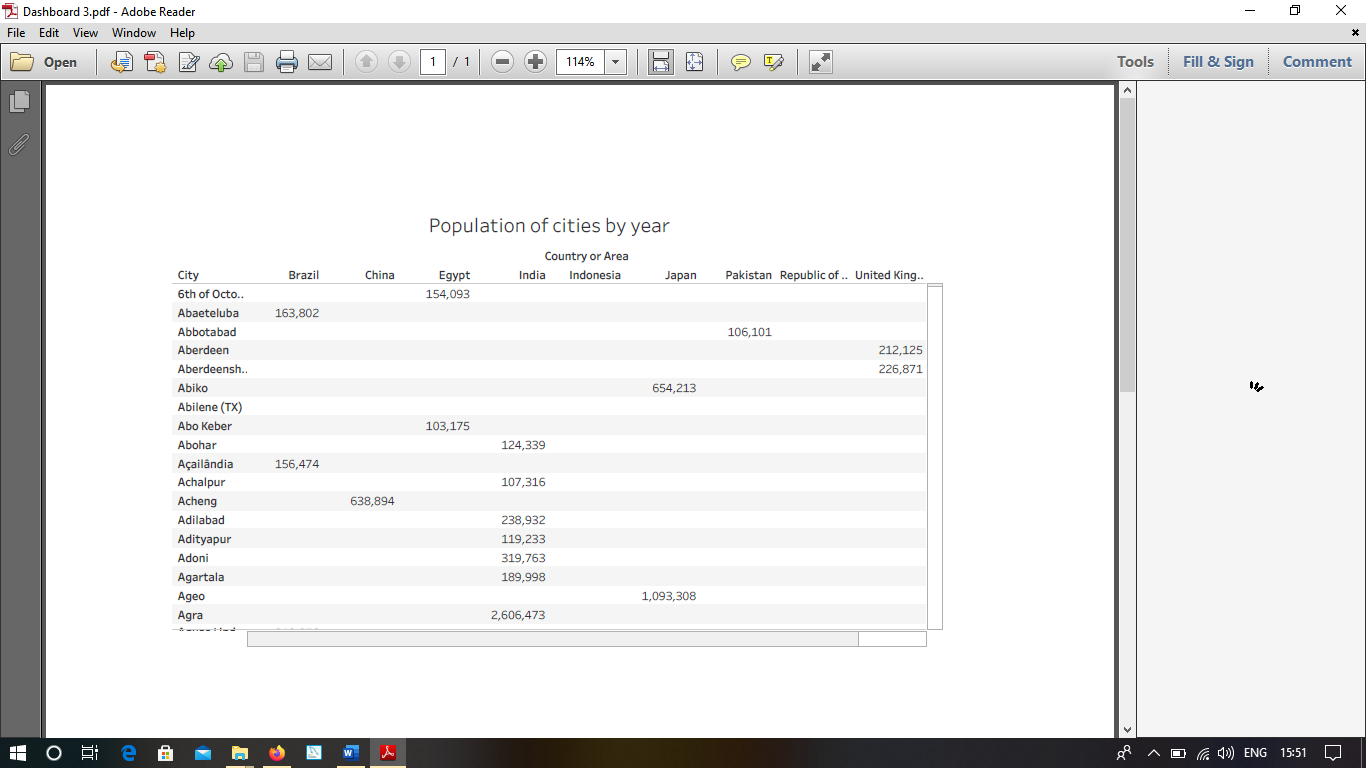 Dashboard 3.pdf - Adobe Reader
File Edit View Window Help
Open 1 / 1 114% Tools Fill & Sign Comment
Population of cities by year
Country or Area
City Brazil China Egypt India Indonesia Japan Pakistan Republic of .. United King..
6th of Octo.. 154,093
Abaeteluba 163,802
Abbotabad 106,101
Aberdeen 212,125
Aberdeensh.. 226,871
Abiko 654,213
Abilene (TX)
Abo Keber 103,175
Abohar 124,339
Açailândia 156,474
Achalpur 107,316
Acheng 638,894
Adilabad 238,932
Adityapur 119,233
Adoni 319,763
Agartala 189,998
Ageo 1,093,308
Agra 2,606,473
ENG 15:51